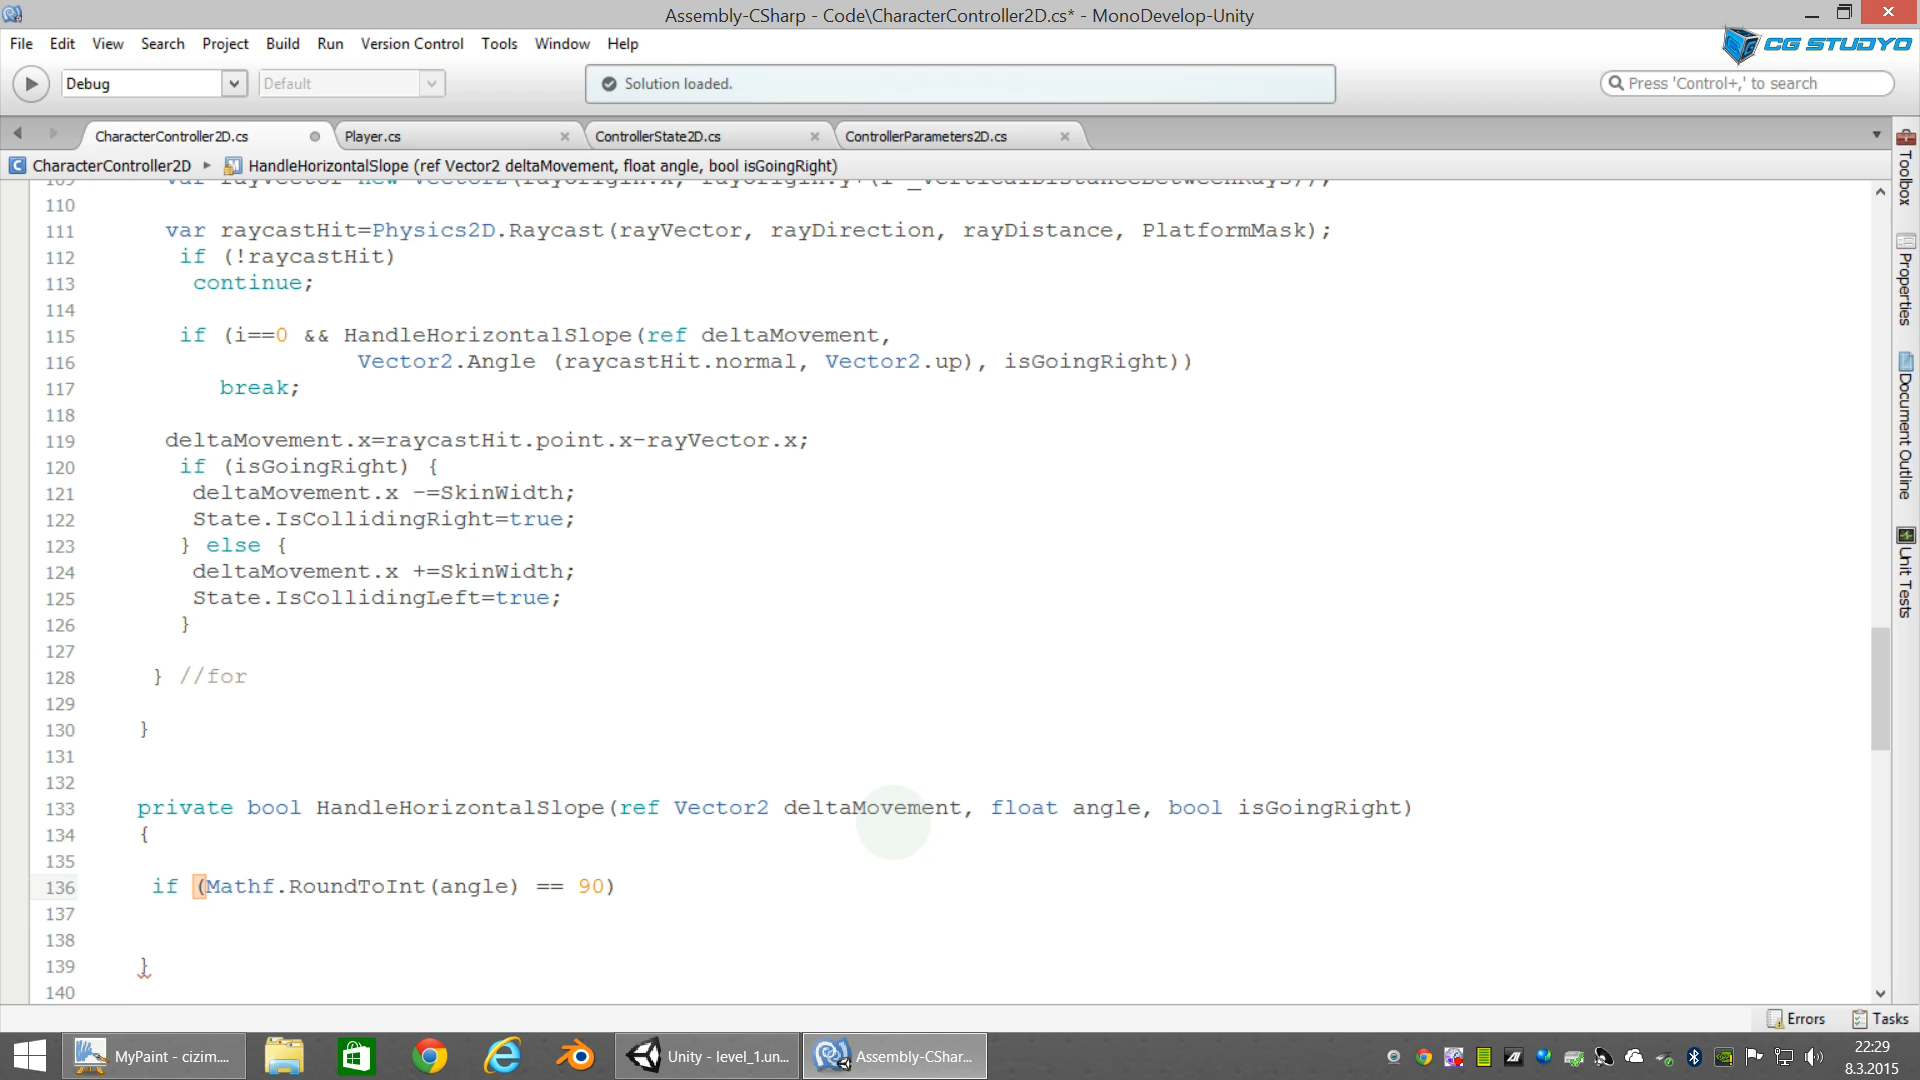 Assembly-CSharp - Code\CharacterController2D.cs* - MonoDevelop-Unity
File Edit View Search Project Build Run Version Control Tools Window Help
CG STUDYO
Debug Default Solution loaded. Press 'Control+,' to search
CharacterController2D.cs Player.cs ControllerState2D.cs ControllerParameters2D.cs
CharacterController2D HandleHorizontalSlope (ref Vector2 deltaMovement, float angle, bool isGoingRight)
110
111 var raycastHit=Physics2D.Raycast(rayVector, rayDirection, rayDistance, PlatformMask);
112 if (!raycastHit)
113 continue;
114
115 if (i==0 && HandleHorizontalSlope(ref deltaMovement,
116 Vector2.Angle (raycastHit.normal, Vector2.up), isGoingRight))
117 break;
118
119 deltaMovement.x=raycastHit.point.x-rayVector.x;
120 if (isGoingRight) {
121 deltaMovement.x -=SkinWidth;
122 State.IsCollidingRight=true;
123 } else {
124 deltaMovement.x +=SkinWidth;
125 State.IsCollidingLeft=true;
126 }
127
128 } //for
129
130 }
131
132
133 private bool HandleHorizontalSlope(ref Vector2 deltaMovement, float angle, bool isGoingRight)
134 {
135
136 if (Mathf.RoundToInt(angle) == 90)
137
138
139 }
140
Toolbox
Properties
Document Outline
Unit Tests
Errors Tasks
MyPaint - cizim.... Unity - level_1.un... Assembly-CShar...
22:29
8.3.2015